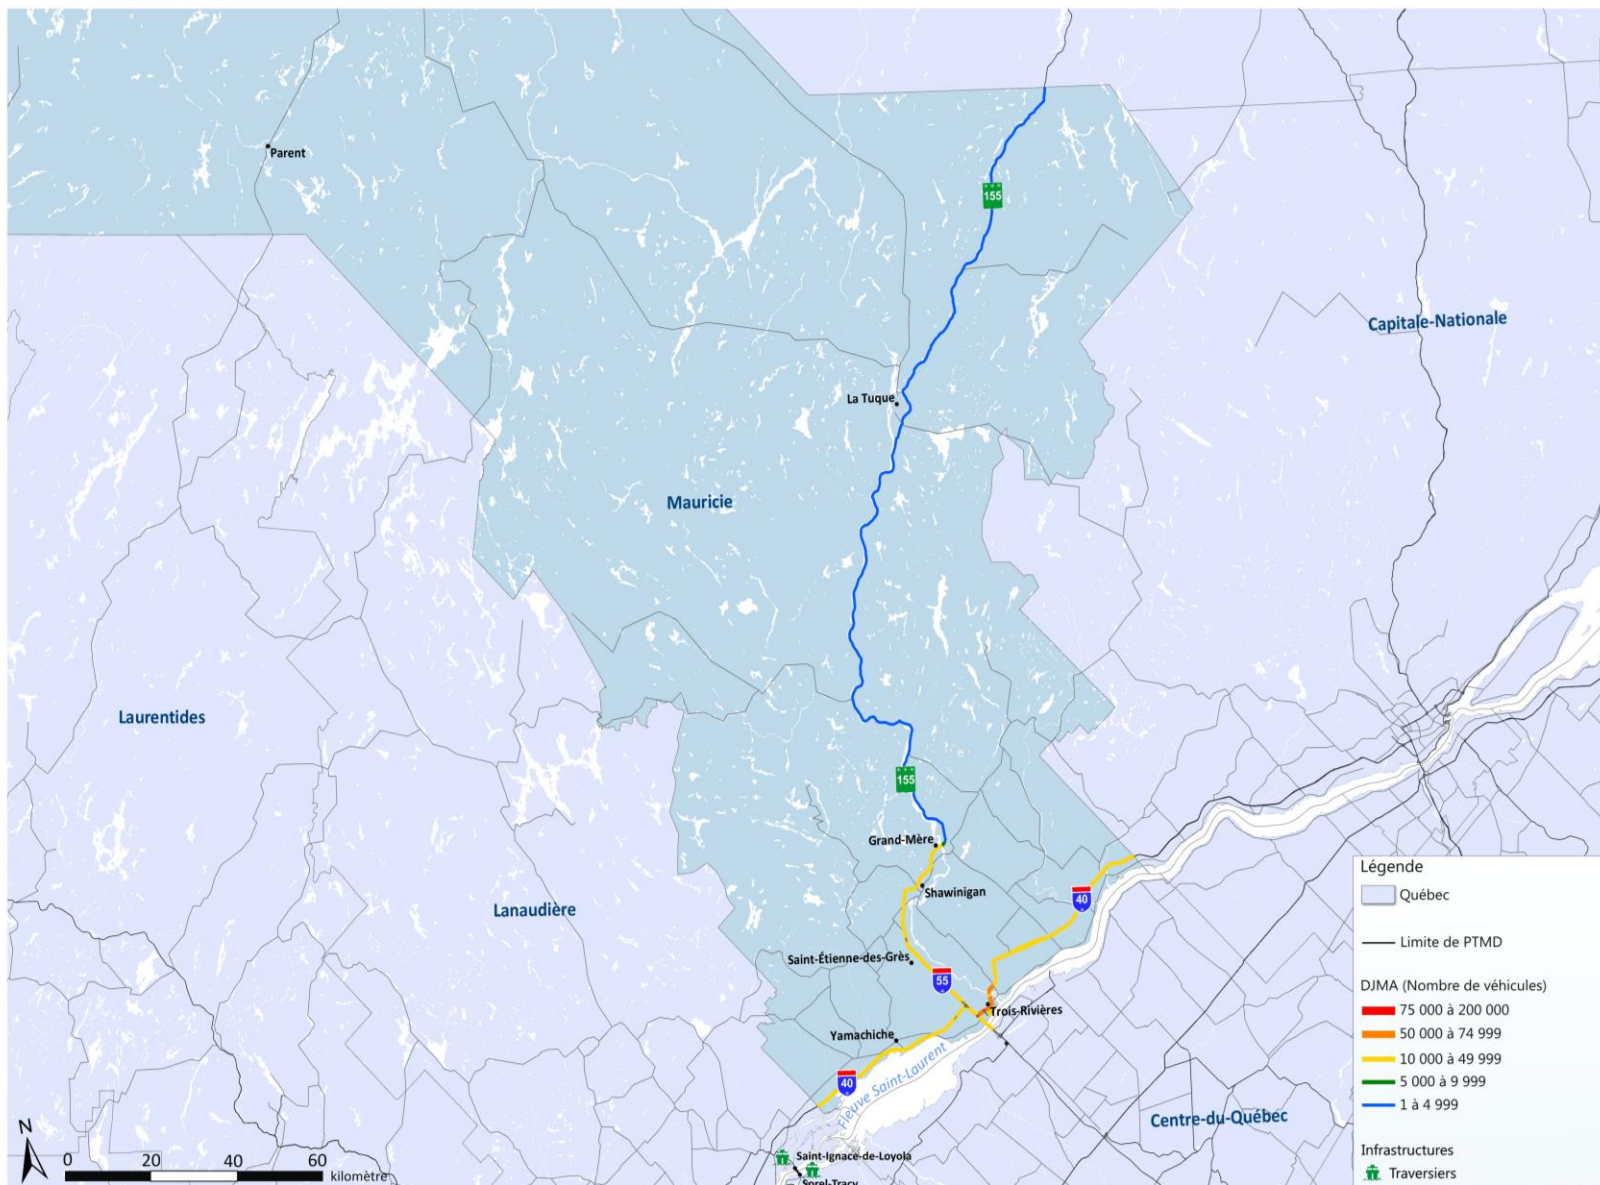 155
Parent
Capitale-Nationale
La Tuque
Mauricie
Laurentides
155
Grand-Mère
Shawinigan
40
Lanaudière
Saint-Étienne-des-Grès
55
Trois-Rivières
Yamachiche
Fleuve Saint-Laurent
40
Centre-du-Québec
Saint-Ignace-de-Loyola
Sorel-Tracy
N
0 20 40 60
kilomètre
Légende
Québec
Limite de PTMD
DJMA (Nombre de véhicules)
75 000 à 200 000
50 000 à 74 999
10 000 à 49 999
5 000 à 9 999
1 à 4 999
Infrastructures
Traversiers